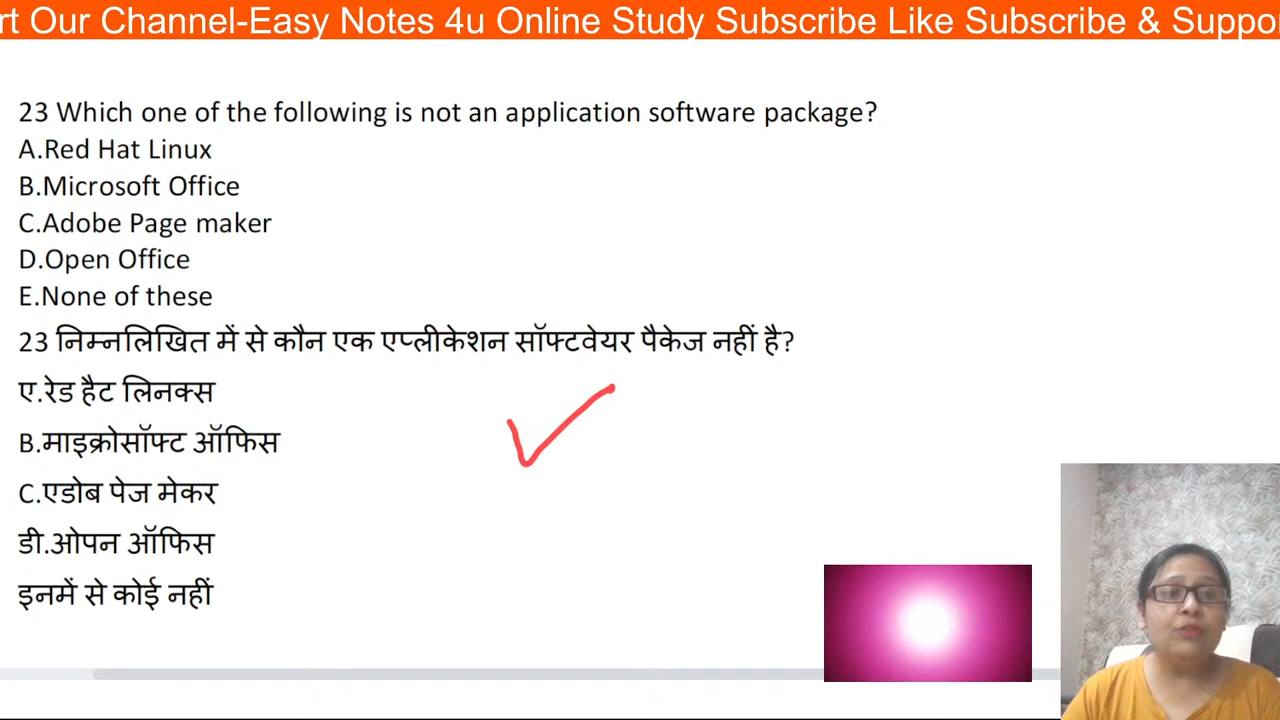 rt Our Channel-Easy Notes 4u Online Study Subscribe Like Subscribe & Suppo
23 Which one of the following is not an application software package?
A.Red Hat Linux
B.Microsoft Office
C.Adobe Page maker
D.Open Office
E.None of these
23 निम्नलिखित में से कौन एक एप्लीकेशन सॉफ्टवेयर पैकेज नहीं है?
ए.रेड हैट लिनक्स
B.माइक्रोसॉफ्ट ऑफिस
C.एडोब पेज मेकर
डी.ओपन ऑफिस
इनमें से कोई नहीं